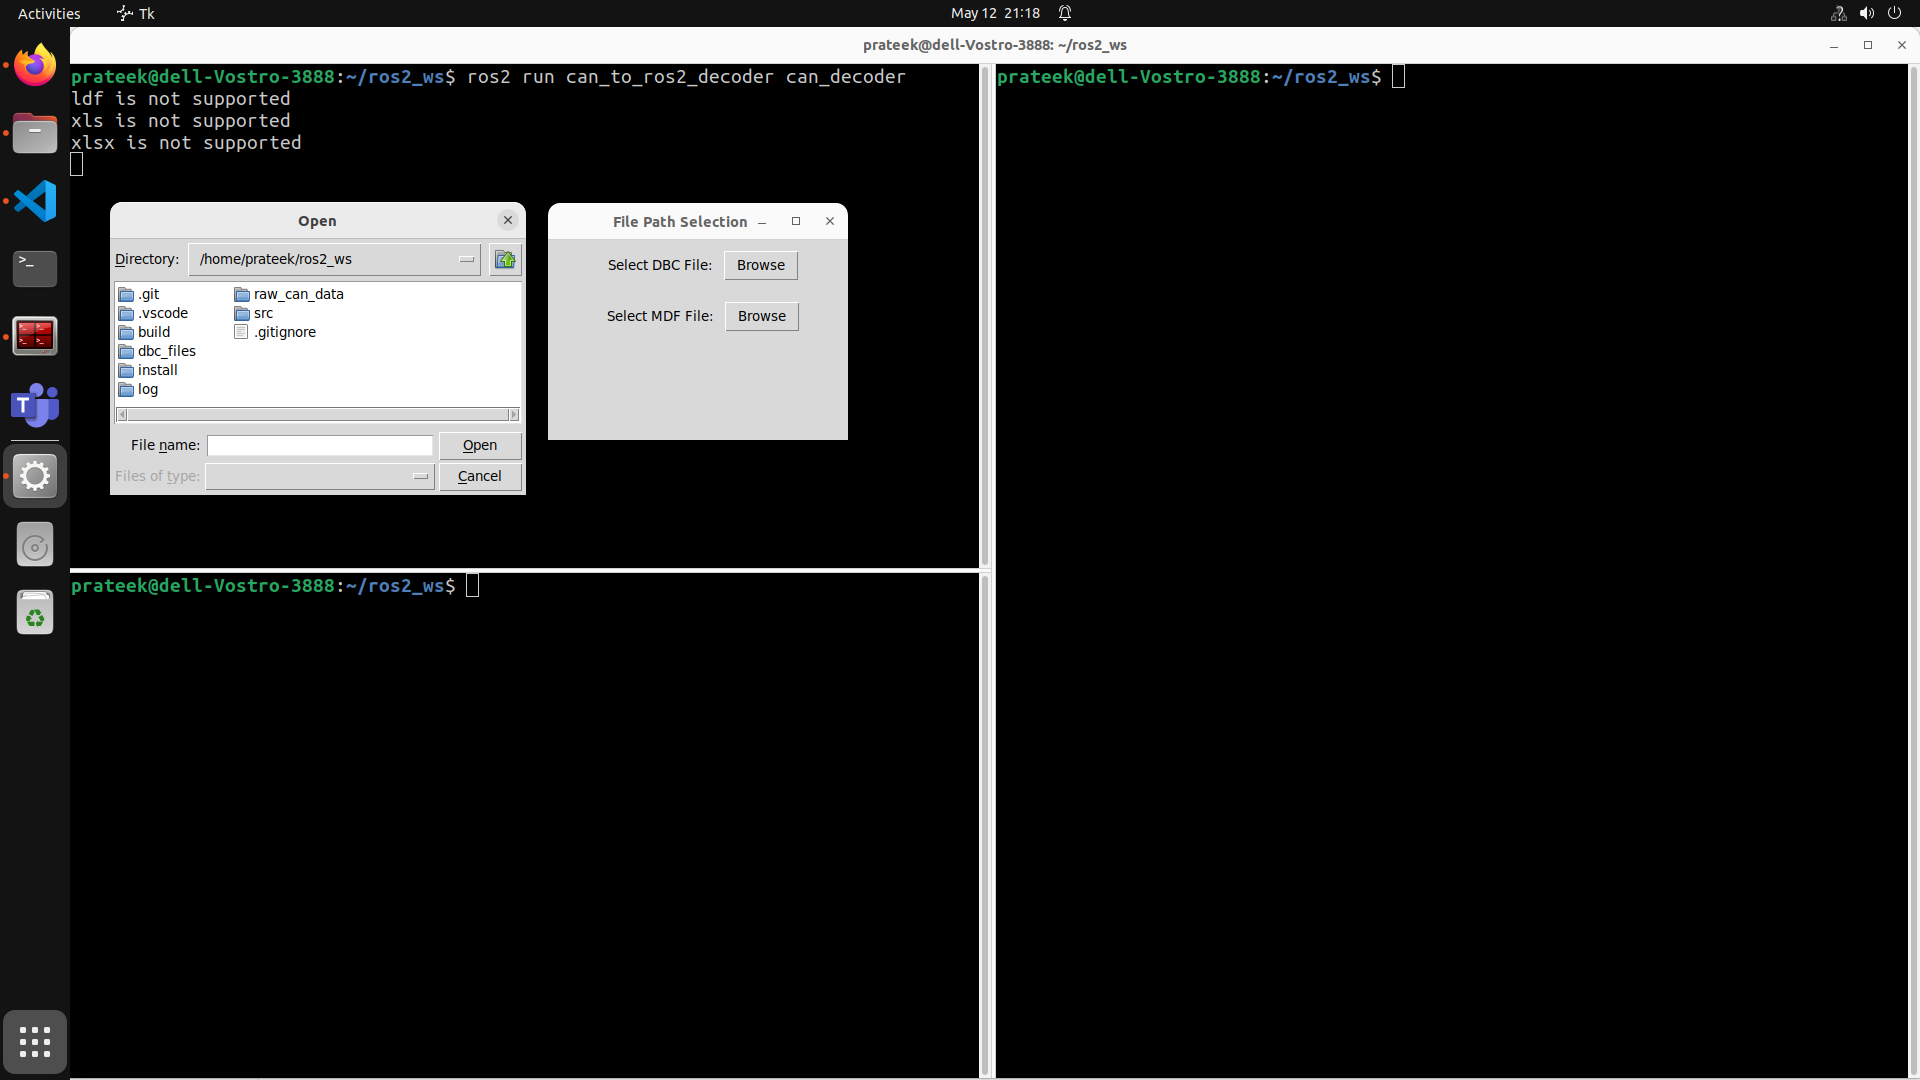 Activities
Tk
May 12 21:18
prateek@dell-Vostro-3888: ~/ros2_ws
prateek@dell-Vostro-3888:~/ros2_ws$ ros2 run can_to_ros2_decoder can_decoder
ldf is not supported
xls is not supported
xlsx is not supported
Open
Directory: /home/prateek/ros2_ws
.git
.vscode
build
dbc_files
install
log
raw_can_data
src
.gitignore
File name:
Open
Files of type:
Cancel
File Path Selection
Select DBC File: Browse
Select MDF File: Browse
prateek@dell-Vostro-3888:~/ros2_ws$
prateek@dell-Vostro-3888:~/ros2_ws$